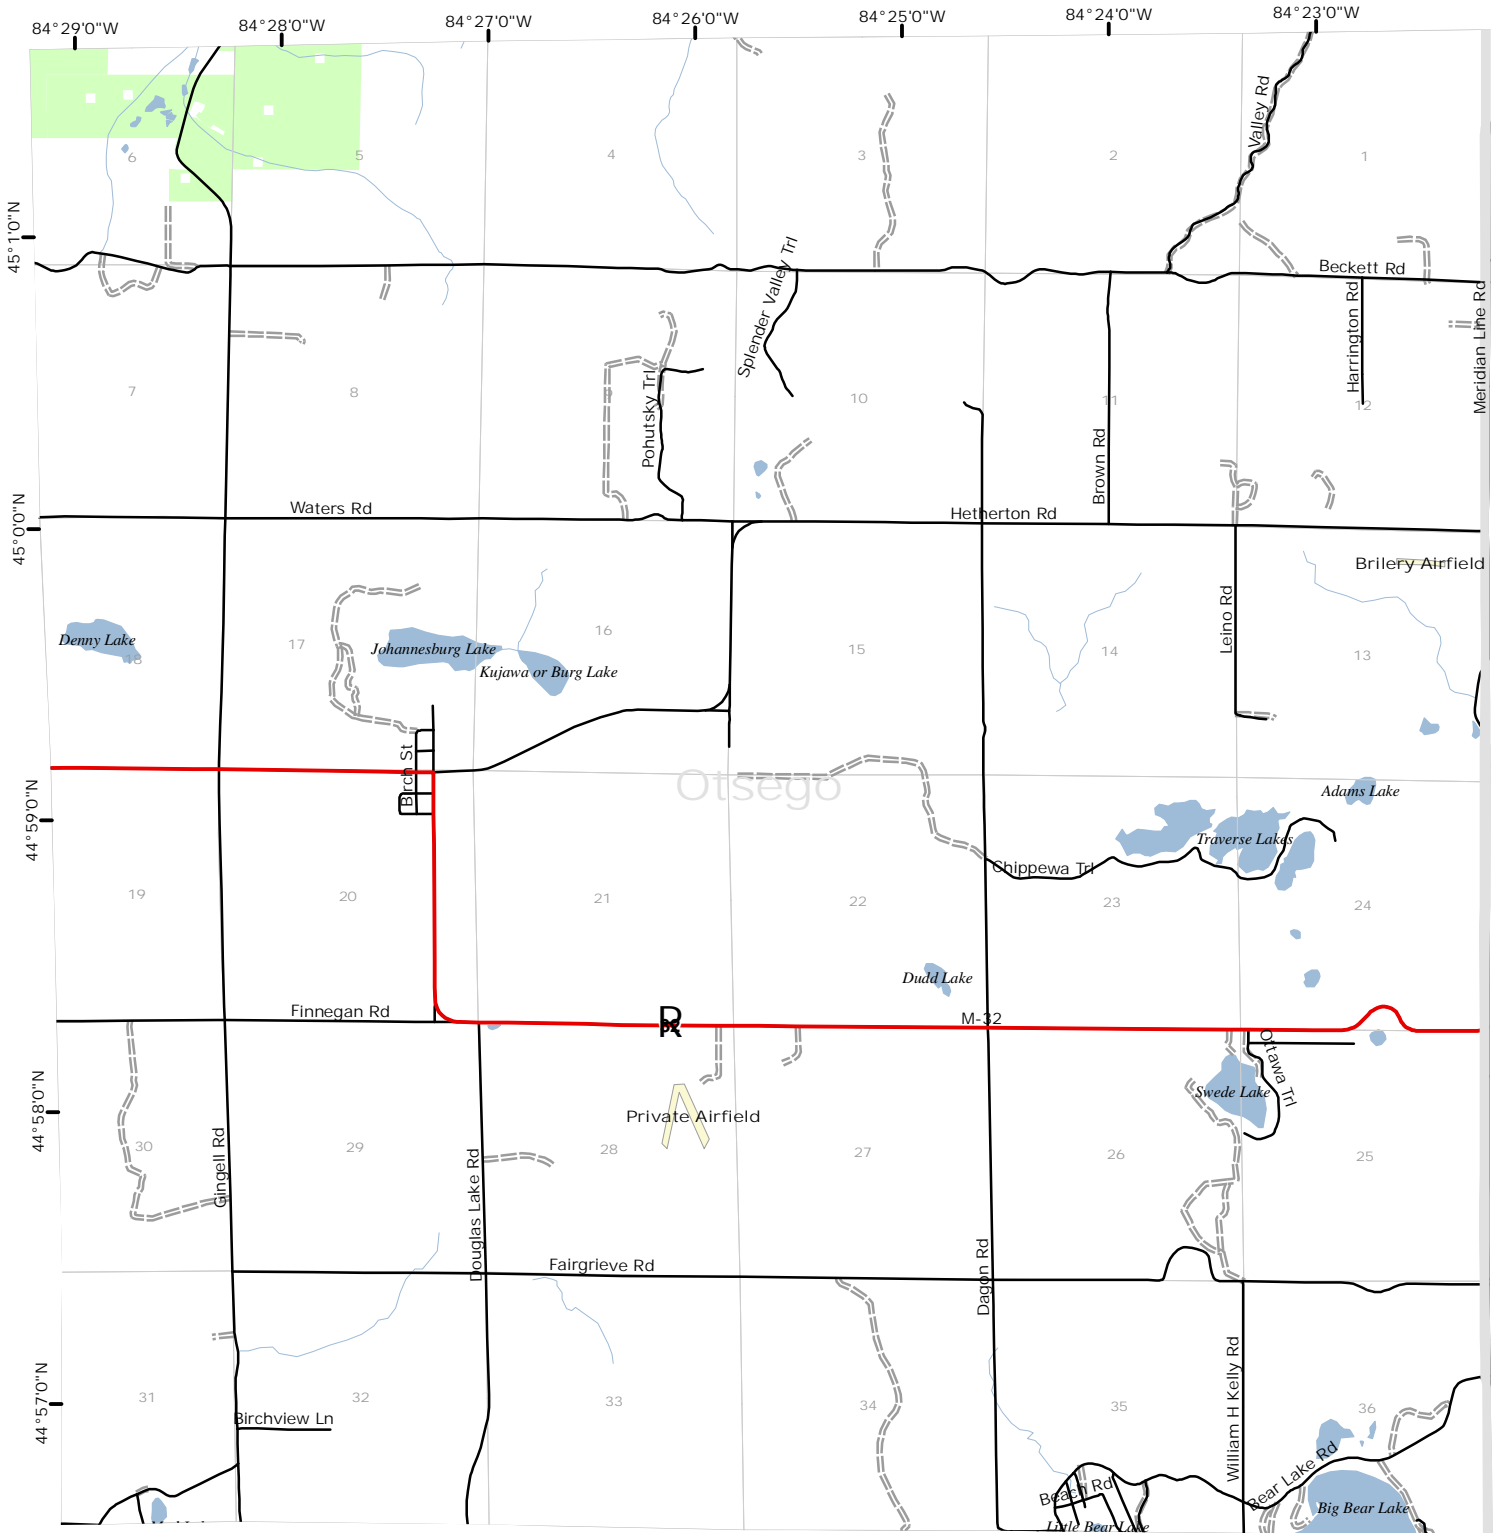 84°29'0"W
84°28'0"W
84°27'0"W
84°26'0"W
84°25'0"W
84°24'0"W
84°23'0"W
Valley Rd
6
5
4
3
2
1
45°1'0"N
Splender Valley Trl
Beckett Rd
Harrington Rd
Meridian Line Rd
7
8
9
Pohutsky Trl
10
11
12
Brown Rd
45°0'0"N
Waters Rd
Hetherton Rd
Brilery Airfield
Leino Rd
Denny Lake
18
17
Johannesburg Lake
16
Kujawa or Burg Lake
15
14
13
Birch St
Otsego
Adams Lake
44°59'0"N
Traverse Lakes
Chippewa Trl
19
20
21
22
23
24
Dudd Lake
Finnegan Rd
R
32
M-32
Ottawa Trl
Swede Lake
44°58'0"N
Private Airfield
30
Gingell Rd
29
Douglas Lake Rd
28
27
26
25
Fairgrieve Rd
Dagon Rd
44°57'0"N
31
32
33
34
35
William H Kelly Rd
36
Birchview Ln
Bear Lake Rd
Beach Rd
Big Bear Lake
Little Bear Lake